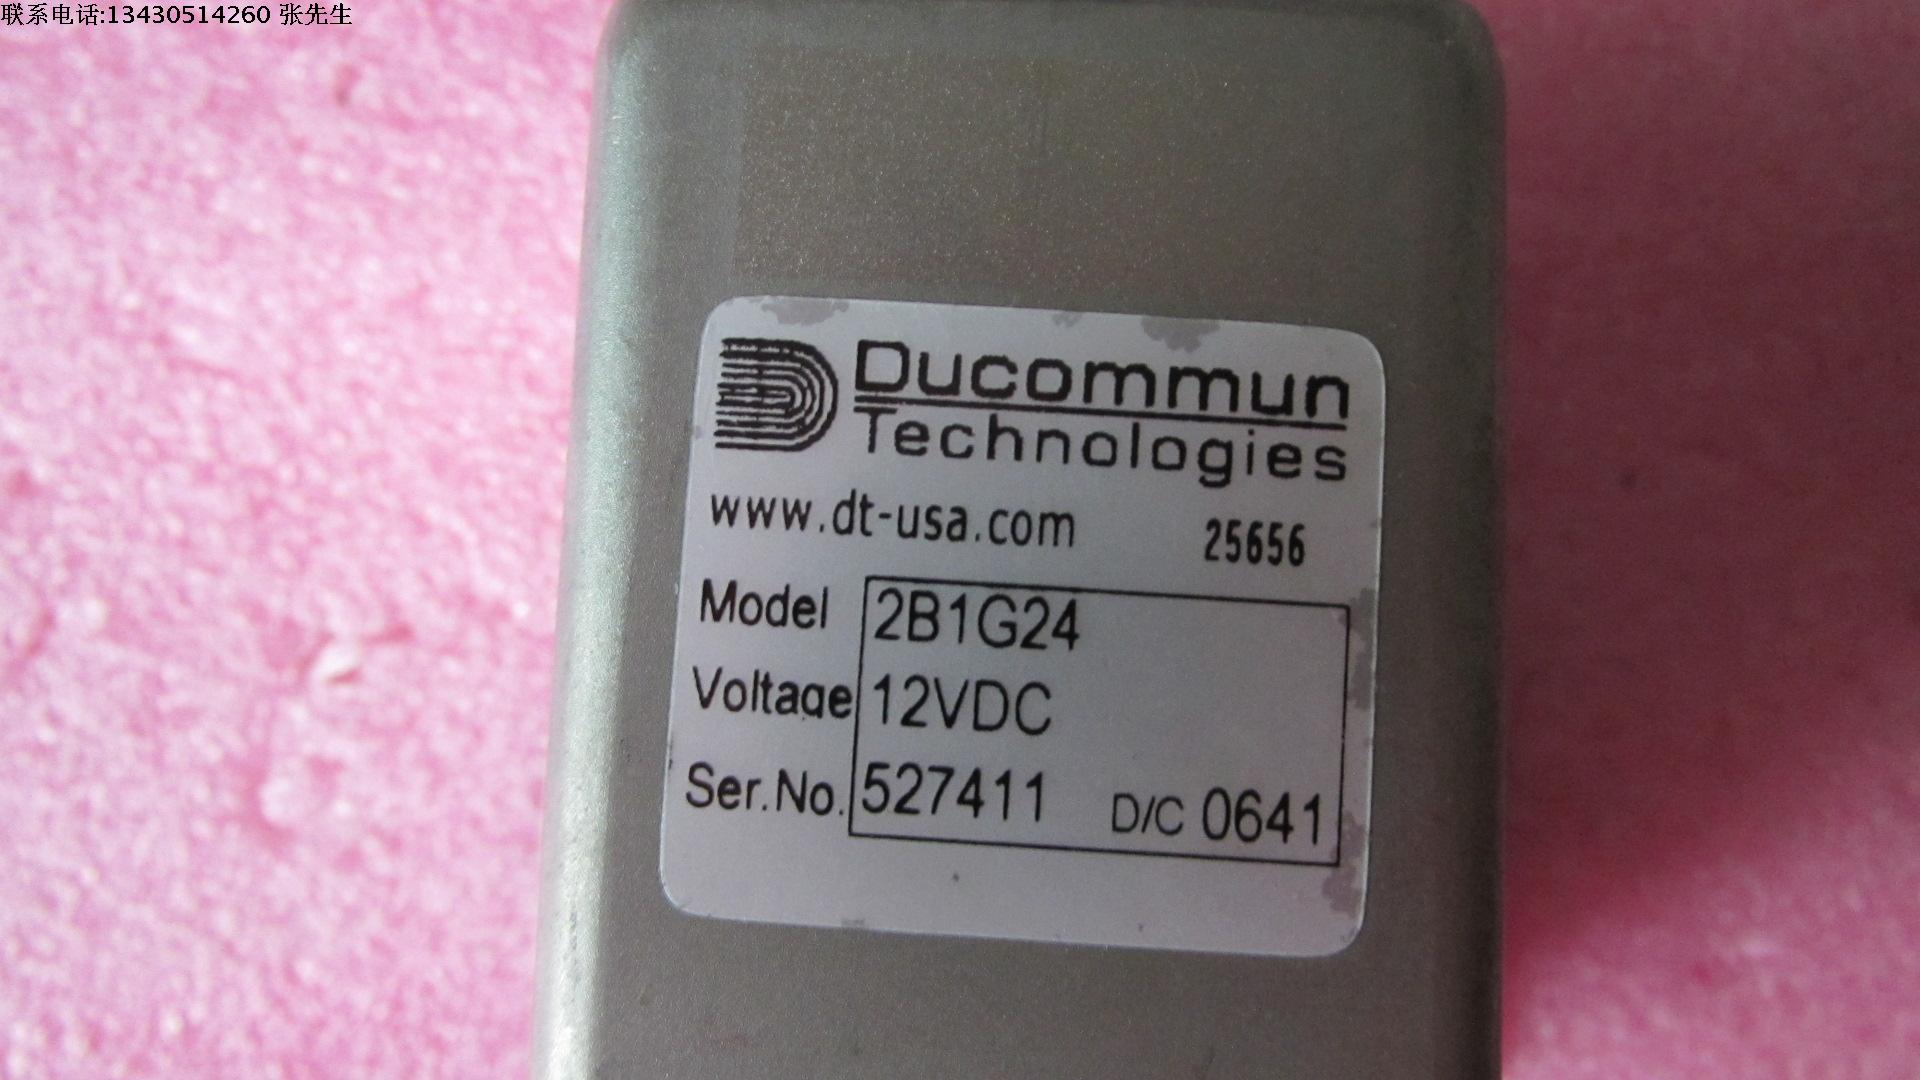 联系电话:13430514260 张先生
Ducommun
Technologies
www.dt-usa.com 25656
Model 2B1G24
Voltage 12VDC
Ser.No. 527411 D/C 0641